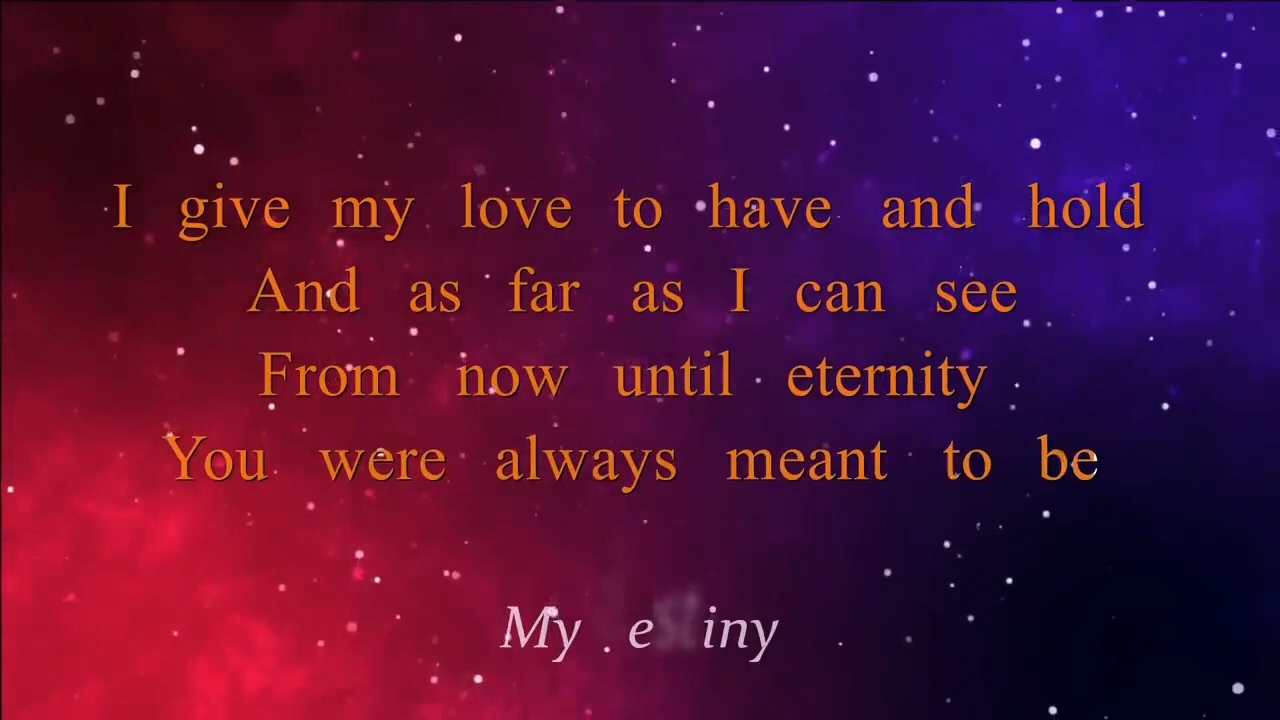 I give my love to have and hold
And as far as I can see
From now until eternity
You were always meant to be
My